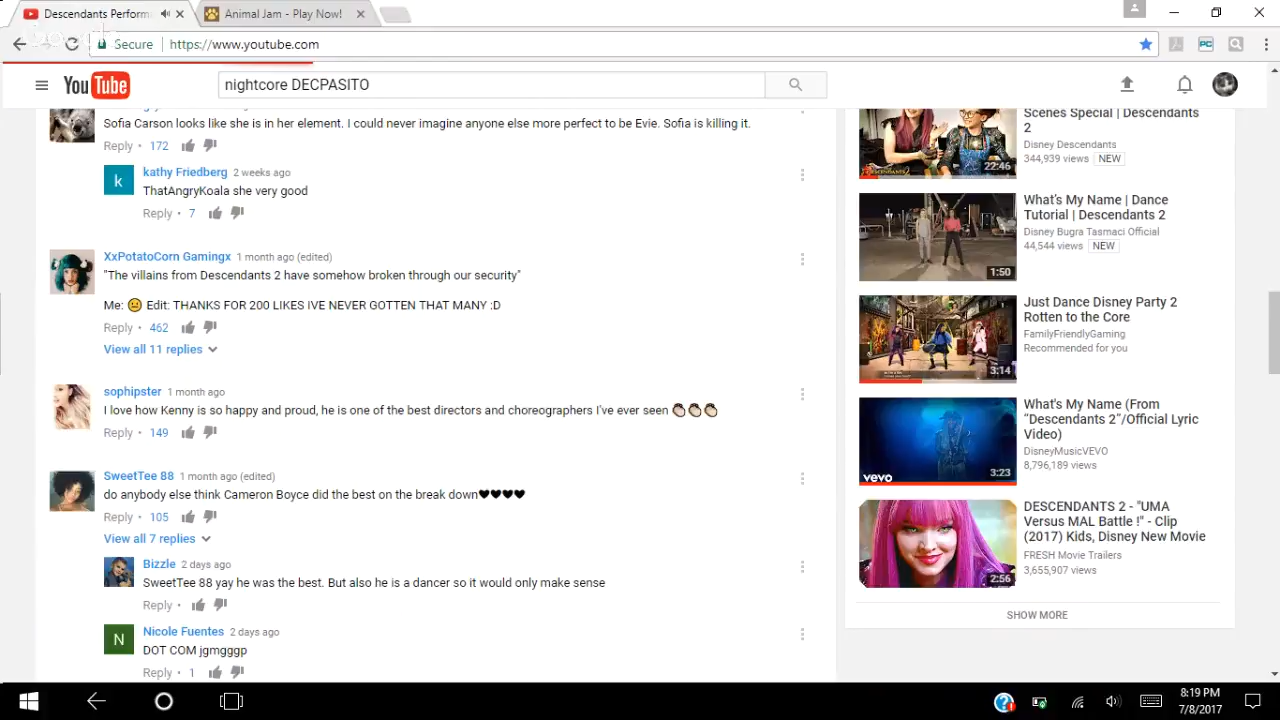 Descendants Perform
Animal Jam - Play Now!
Secure
https://www.youtube.com
YouTube
nightcore DECPASITO
Sofia Carson looks like she is in her element. I could never imagine anyone else more perfect to be Evie. Sofia is killing it.
Reply • 172
kathy Friedberg 2 weeks ago
ThatAngryKoala she very good
Reply • 7
XxPotatoCorn Gamingx 1 month ago (edited)
"The villains from Descendants 2 have somehow broken through our security"
Me: 😐 Edit: THANKS FOR 200 LIKES IVE NEVER GOTTEN THAT MANY :D
Reply • 462
View all 11 replies
sophipster 1 month ago
I love how Kenny is so happy and proud, he is one of the best directors and choreographers I've ever seen 👏🏻👏🏻👏🏻
Reply • 149
SweetTee 88 1 month ago (edited)
do anybody else think Cameron Boyce did the best on the break down♥♥♥♥
Reply • 105
View all 7 replies
Bizzle 2 days ago
SweetTee 88 yay he was the best. But also he is a dancer so it would only make sense
Reply •
N
Nicole Fuentes 2 days ago
DOT COM jgmgggp
Reply • 1
k
Scenes Special | Descendants
2
Disney Descendants
344,939 views NEW
22:46
What's My Name | Dance
Tutorial | Descendants 2
Disney Bugra Tasmaci Official
44,544 views NEW
1:50
Just Dance Disney Party 2
Rotten to the Core
FamilyFriendlyGaming
Recommended for you
3:14
What's My Name (From
"Descendants 2"/Official Lyric
Video)
DisneyMusicVEVO
8,796,189 views
vevo
3:23
DESCENDANTS 2 - "UMA
Versus MAL Battle !" - Clip
(2017) Kids, Disney New Movie
FRESH Movie Trailers
3,655,907 views
2:56
SHOW MORE
PC
8:19 PM
7/8/2017